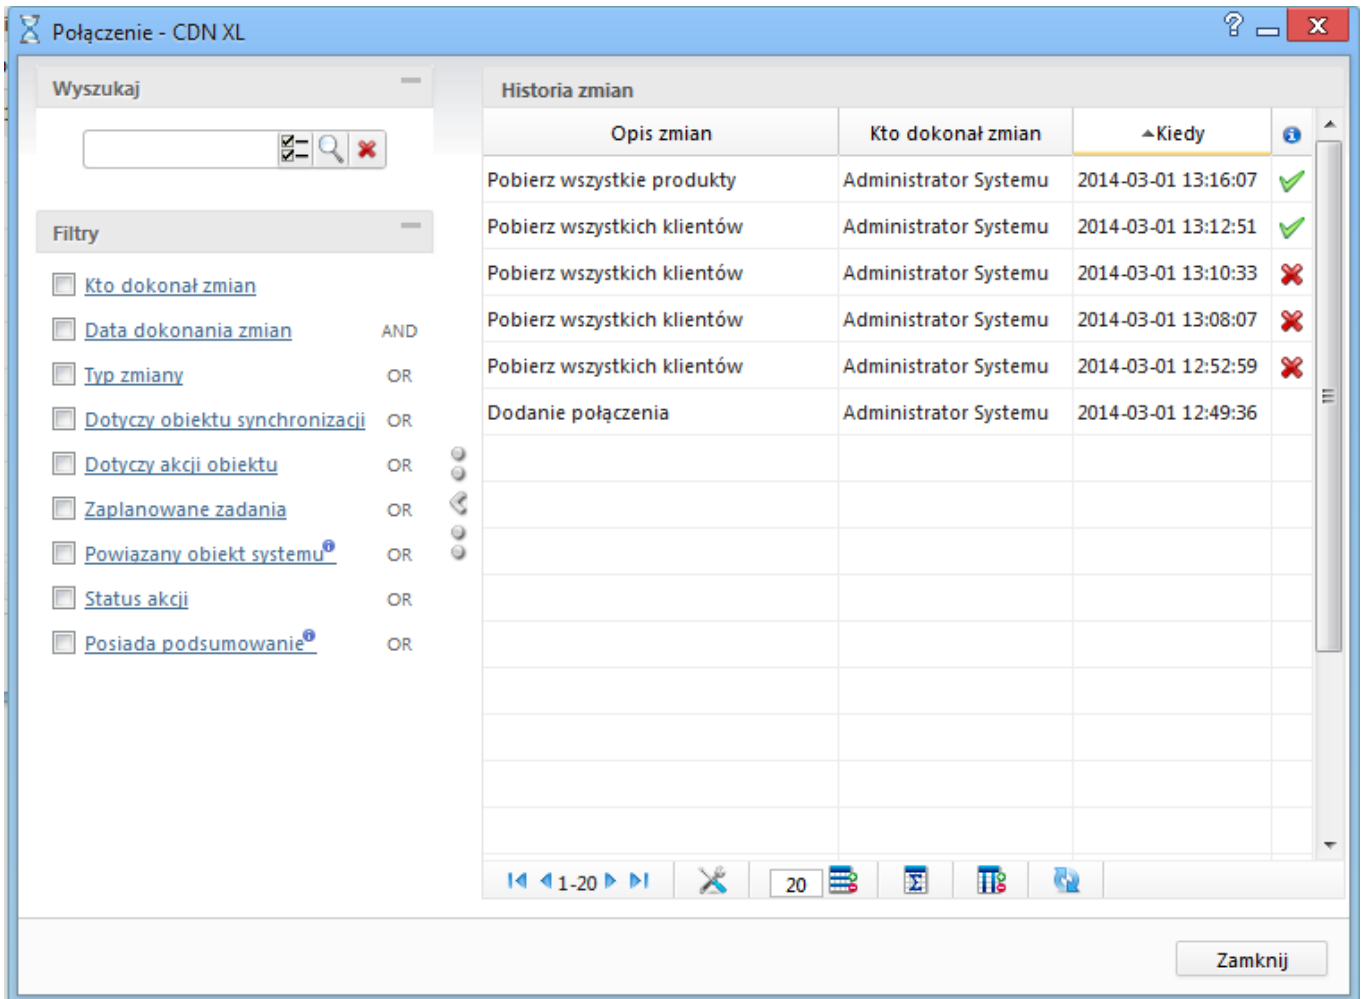 Połączenie - CDN XL
Wyszukaj
Filtry
Kto dokonał zmian
Data dokonania zmian AND
Typ zmiany OR
Dotyczy obiektu synchronizacji OR
Dotyczy akcji obiektu OR
Zaplanowane zadania OR
Powiązany obiekt systemu OR
Status akcji OR
Posiada podsumowanie OR
Historia zmian
Opis zmian Kto dokonał zmian Kiedy
Pobierz wszystkie produkty Administrator Systemu 2014-03-01 13:16:07
Pobierz wszystkich klientów Administrator Systemu 2014-03-01 13:12:51
Pobierz wszystkich klientów Administrator Systemu 2014-03-01 13:10:33
Pobierz wszystkich klientów Administrator Systemu 2014-03-01 13:08:07
Pobierz wszystkich klientów Administrator Systemu 2014-03-01 12:52:59
Dodanie połączenia Administrator Systemu 2014-03-01 12:49:36
1-20 20
Zamknij